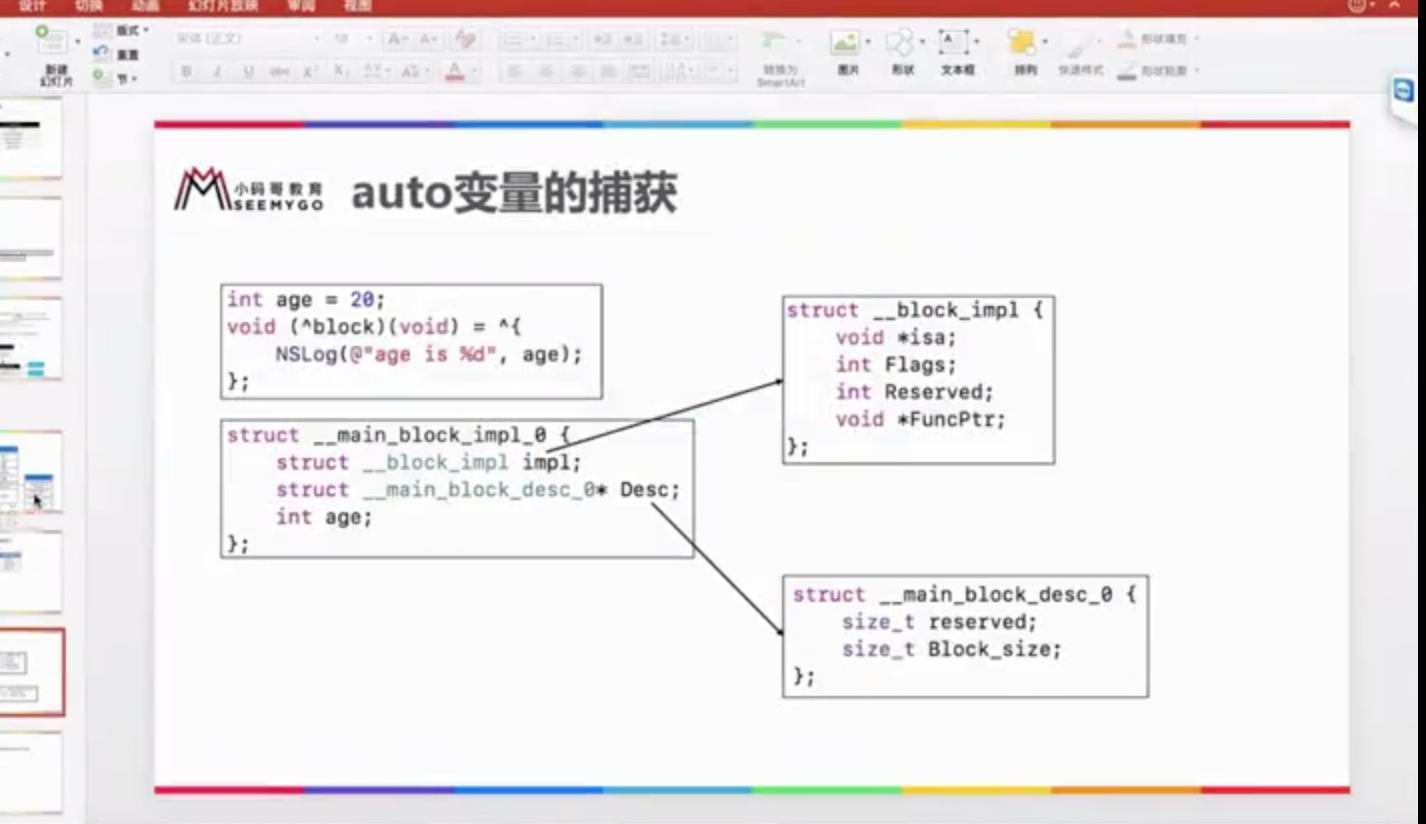 设计 切换 动画 幻灯片放映 审阅 视图
版式
重置
节
新建
幻灯片
宋体 (正文)
转换为
SmartArt
图片
形状
文本框
排列
快速样式
形状填充
形状轮廓
小码哥教育
SEEMYGO
auto变量的捕获
int age = 20;
void (^block)(void) = ^{
NSLog(@"age is %d", age);
};
struct __main_block_impl_0 {
struct __block_impl impl;
struct __main_block_desc_0* Desc;
int age;
};
struct __block_impl {
void *isa;
int Flags;
int Reserved;
void *FuncPtr;
};
struct __main_block_desc_0 {
size_t reserved;
size_t Block_size;
};